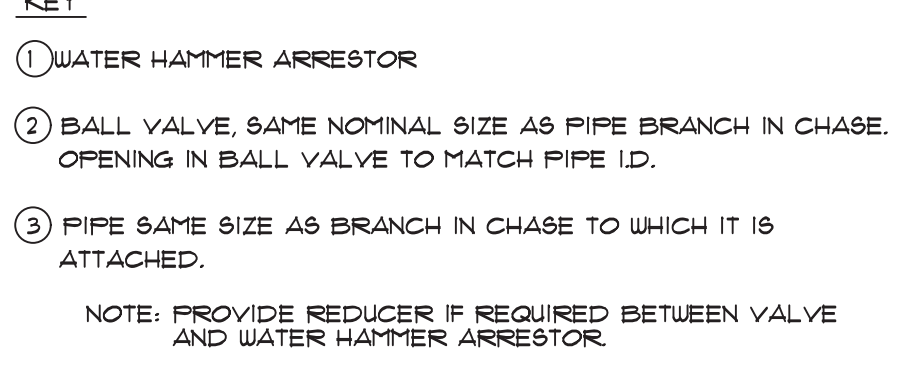 KEY
1 WATER HAMMER ARRESTOR
2 BALL VALVE, SAME NOMINAL SIZE AS PIPE BRANCH IN CHASE.
OPENING IN BALL VALVE TO MATCH PIPE I.D.
3 PIPE SAME SIZE AS BRANCH IN CHASE TO WHICH IT IS
ATTACHED.
NOTE: PROVIDE REDUCER IF REQUIRED BETWEEN VALVE
AND WATER HAMMER ARRESTOR.